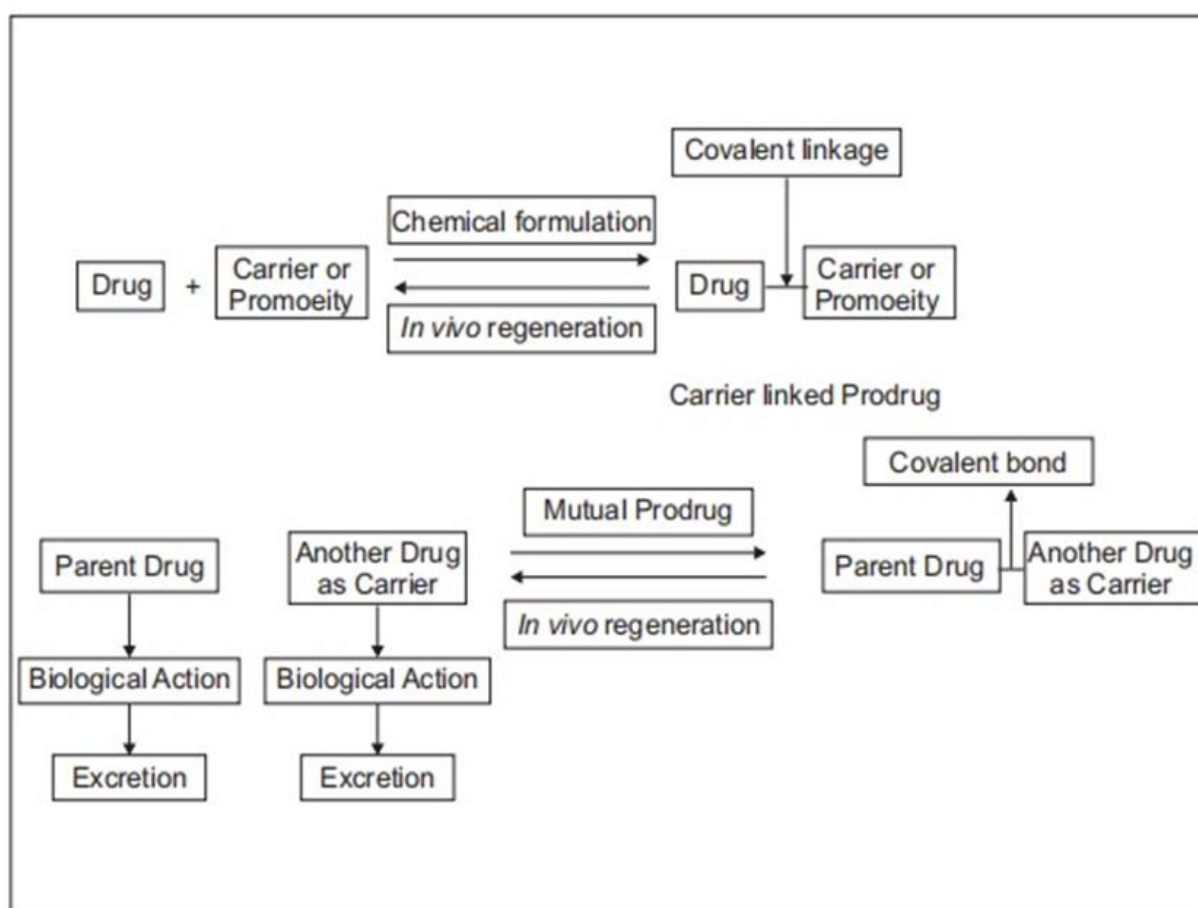 Covalent linkage
Chemical formulation
Drug
+
Carrier or
Promoeity
Drug
Carrier or
Promoeity
In vivo regeneration
Carrier linked Prodrug
Covalent bond
Mutual Prodrug
Parent Drug
Another Drug
as Carrier
Parent Drug
Another Drug
as Carrier
In vivo regeneration
Biological Action
Biological Action
Excretion
Excretion